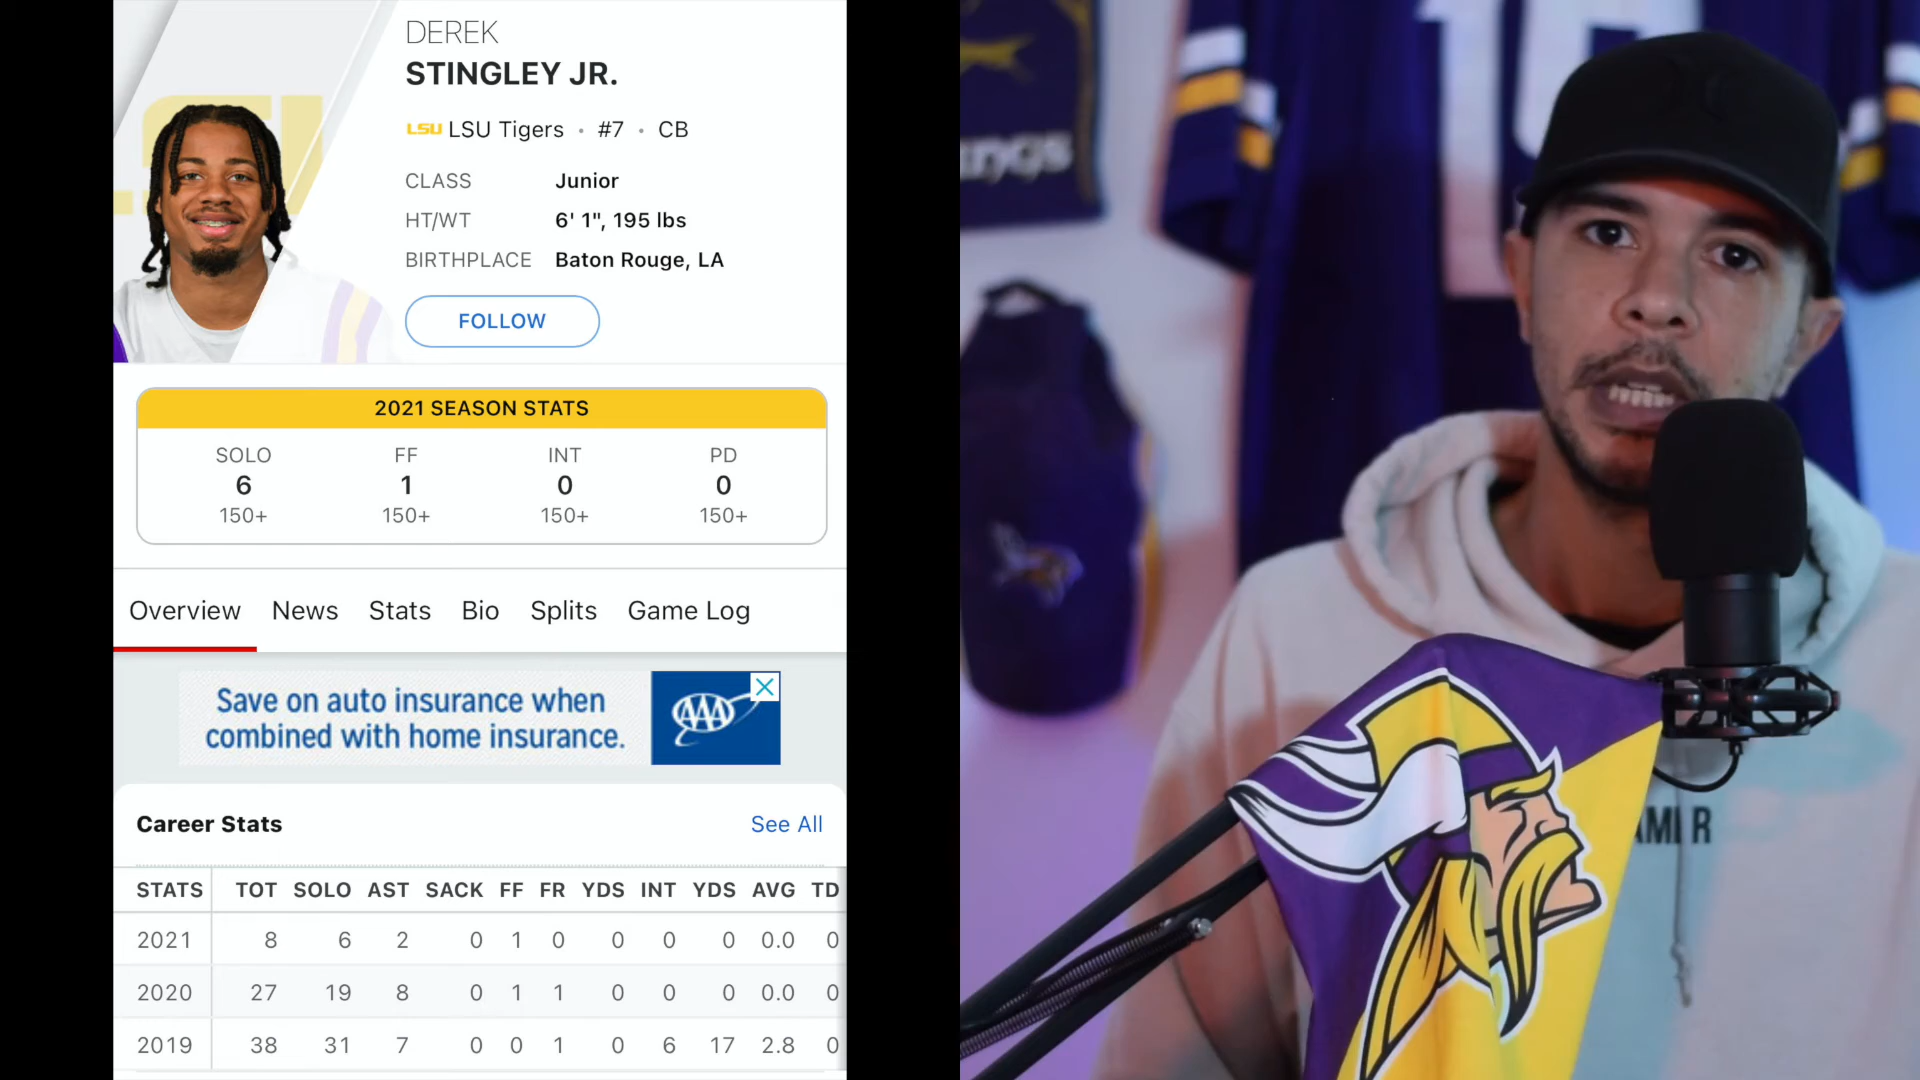 DEREK
STINGLEY JR.
LSU LSU Tigers · #7 · CB
CLASS Junior
HT/WT 6' 1", 195 lbs
BIRTHPLACE Baton Rouge, LA
FOLLOW
2021 SEASON STATS
SOLO FF INT PD
6 1 0 0
150+ 150+ 150+ 150+
Overview News Stats Bio Splits Game Log
Save on auto insurance when
combined with home insurance.
AAA
Career Stats See All
STATS TOT SOLO AST SACK FF FR YDS INT YDS AVG TD
2021 8 6 2 0 1 0 0 0 0 0.0 0
2020 27 19 8 0 1 1 0 0 0 0.0 0
2019 38 31 7 0 0 1 0 6 17 2.8 0